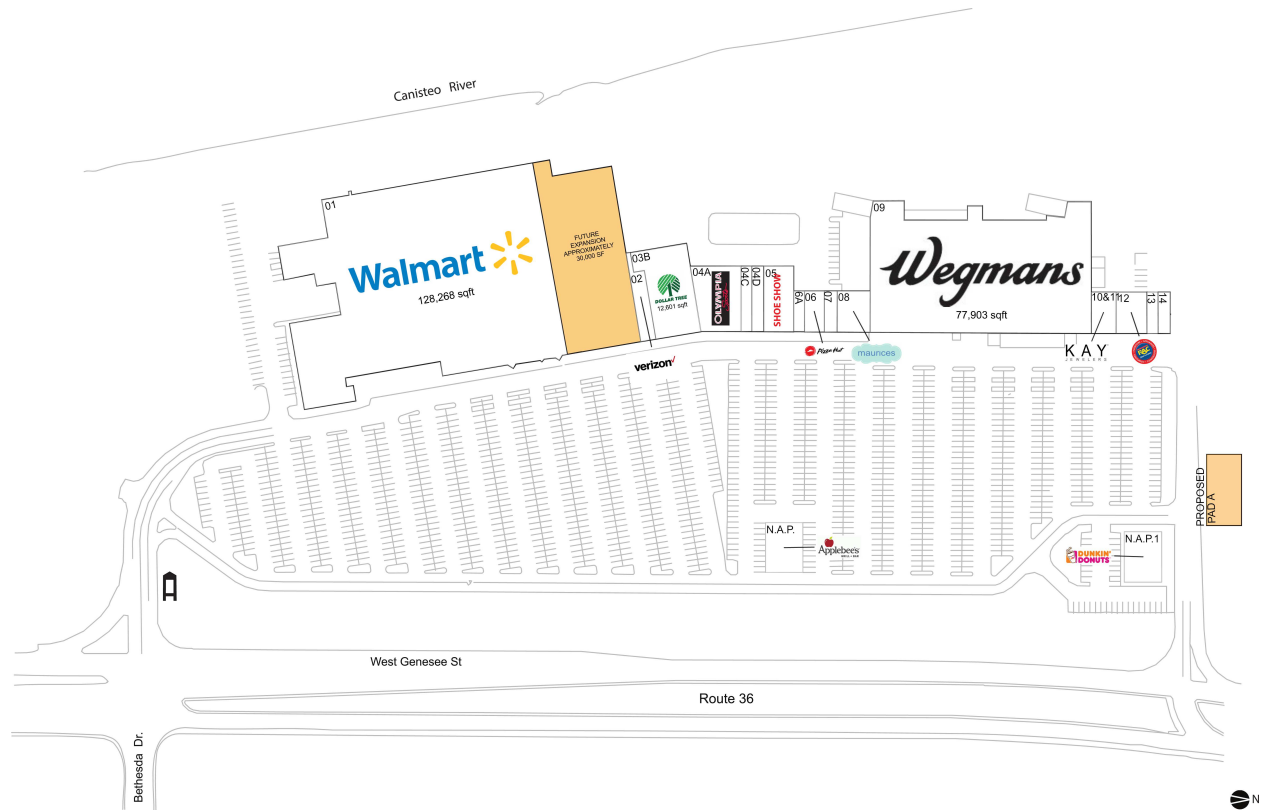 Canisteo River
01
Walmart
128,268 sqft
FUTURE
EXPANSION
APPROXIMATELY
30,000 SF
03B
02
DOLLAR TREE
12,601 sqft
verizon
04A
OLYMPIA
04C
04D
05
SHOE SHOW
6A
06
07
08
Pizza Hut
maunces
09
Wegmans
77,903 sqft
10&11
12
13
14
KAY
JEWELERS
PROPOSED
PAD A
N.A.P.
Applebee's
GRILL + BAR
N.A.P.1
DUNKIN'
DONUTS
West Genesee St
Route 36
Bethesda Dr.
N